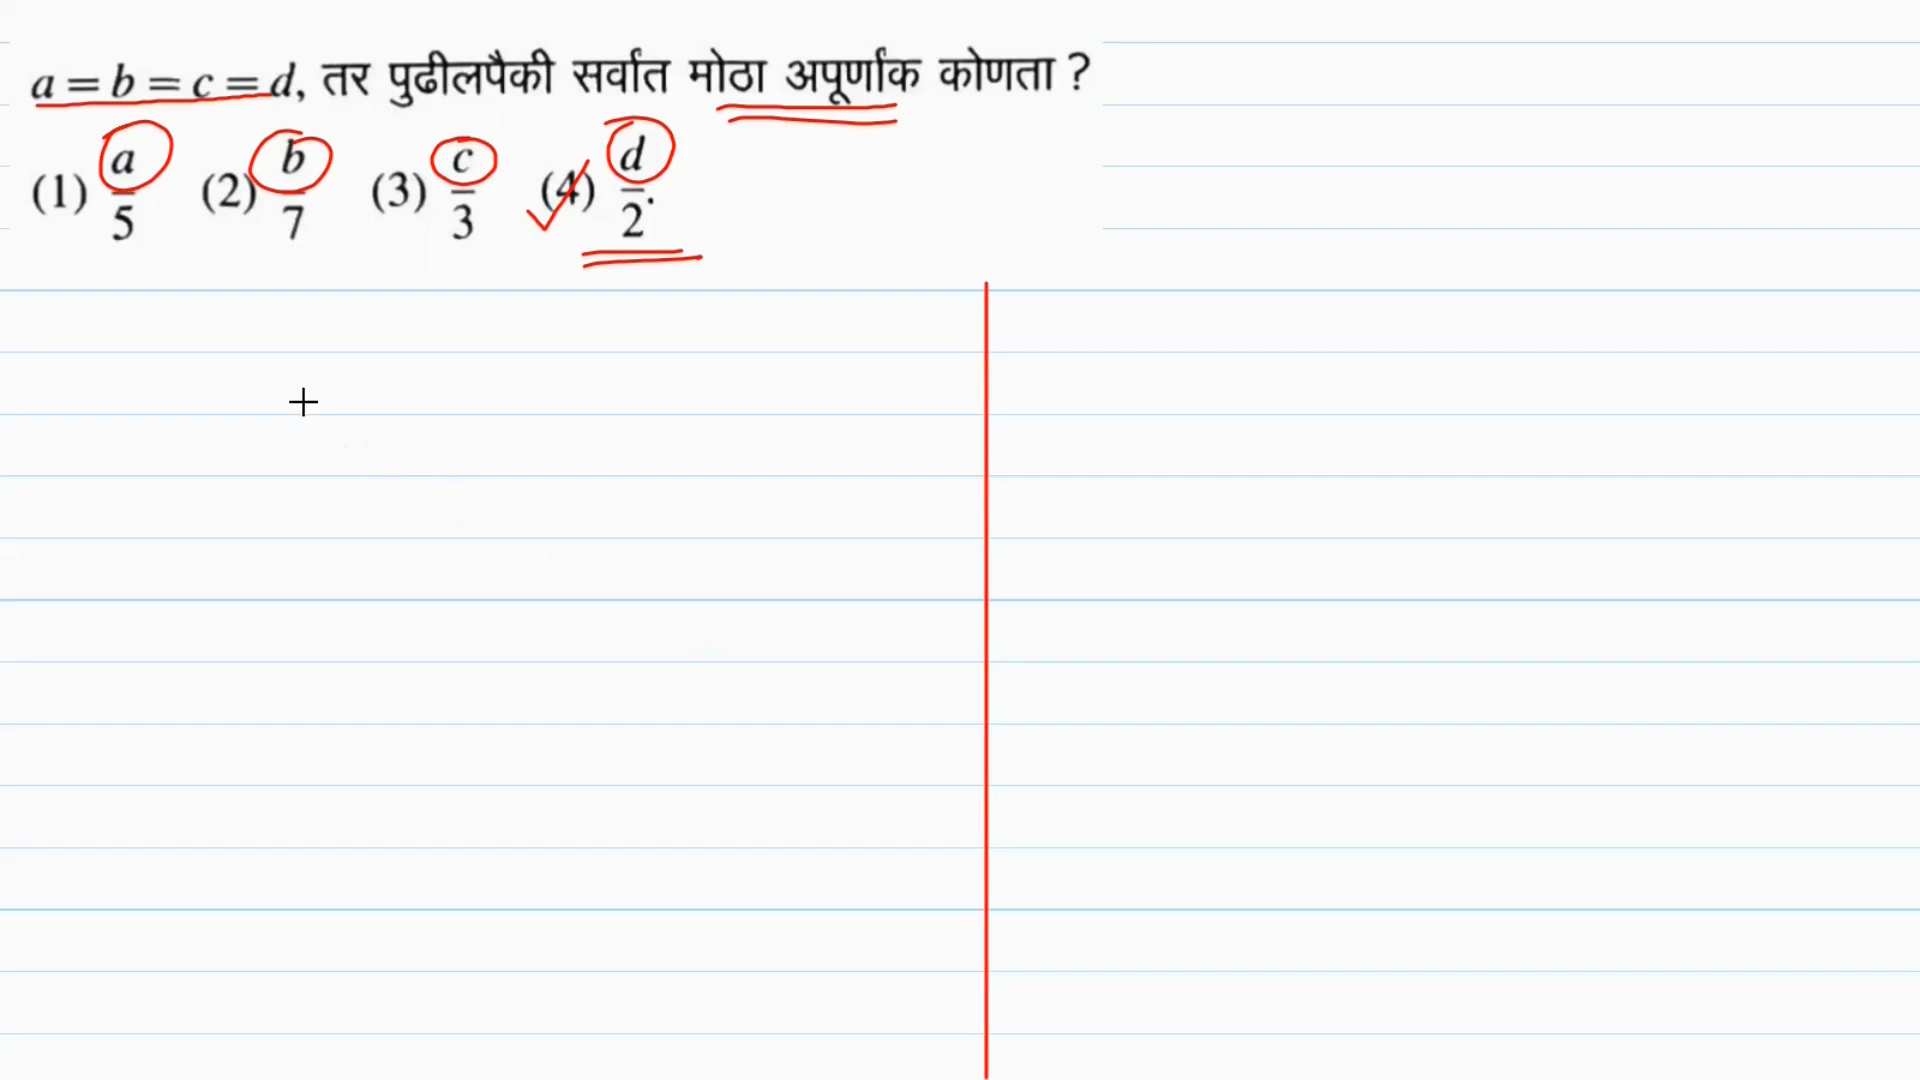 a = b = c = d, तर पुढीलपैकी सर्वात मोठा अपूर्णांक कोणता ?
(1) a/5 (2) b/7 (3) c/3 (4) d/2.